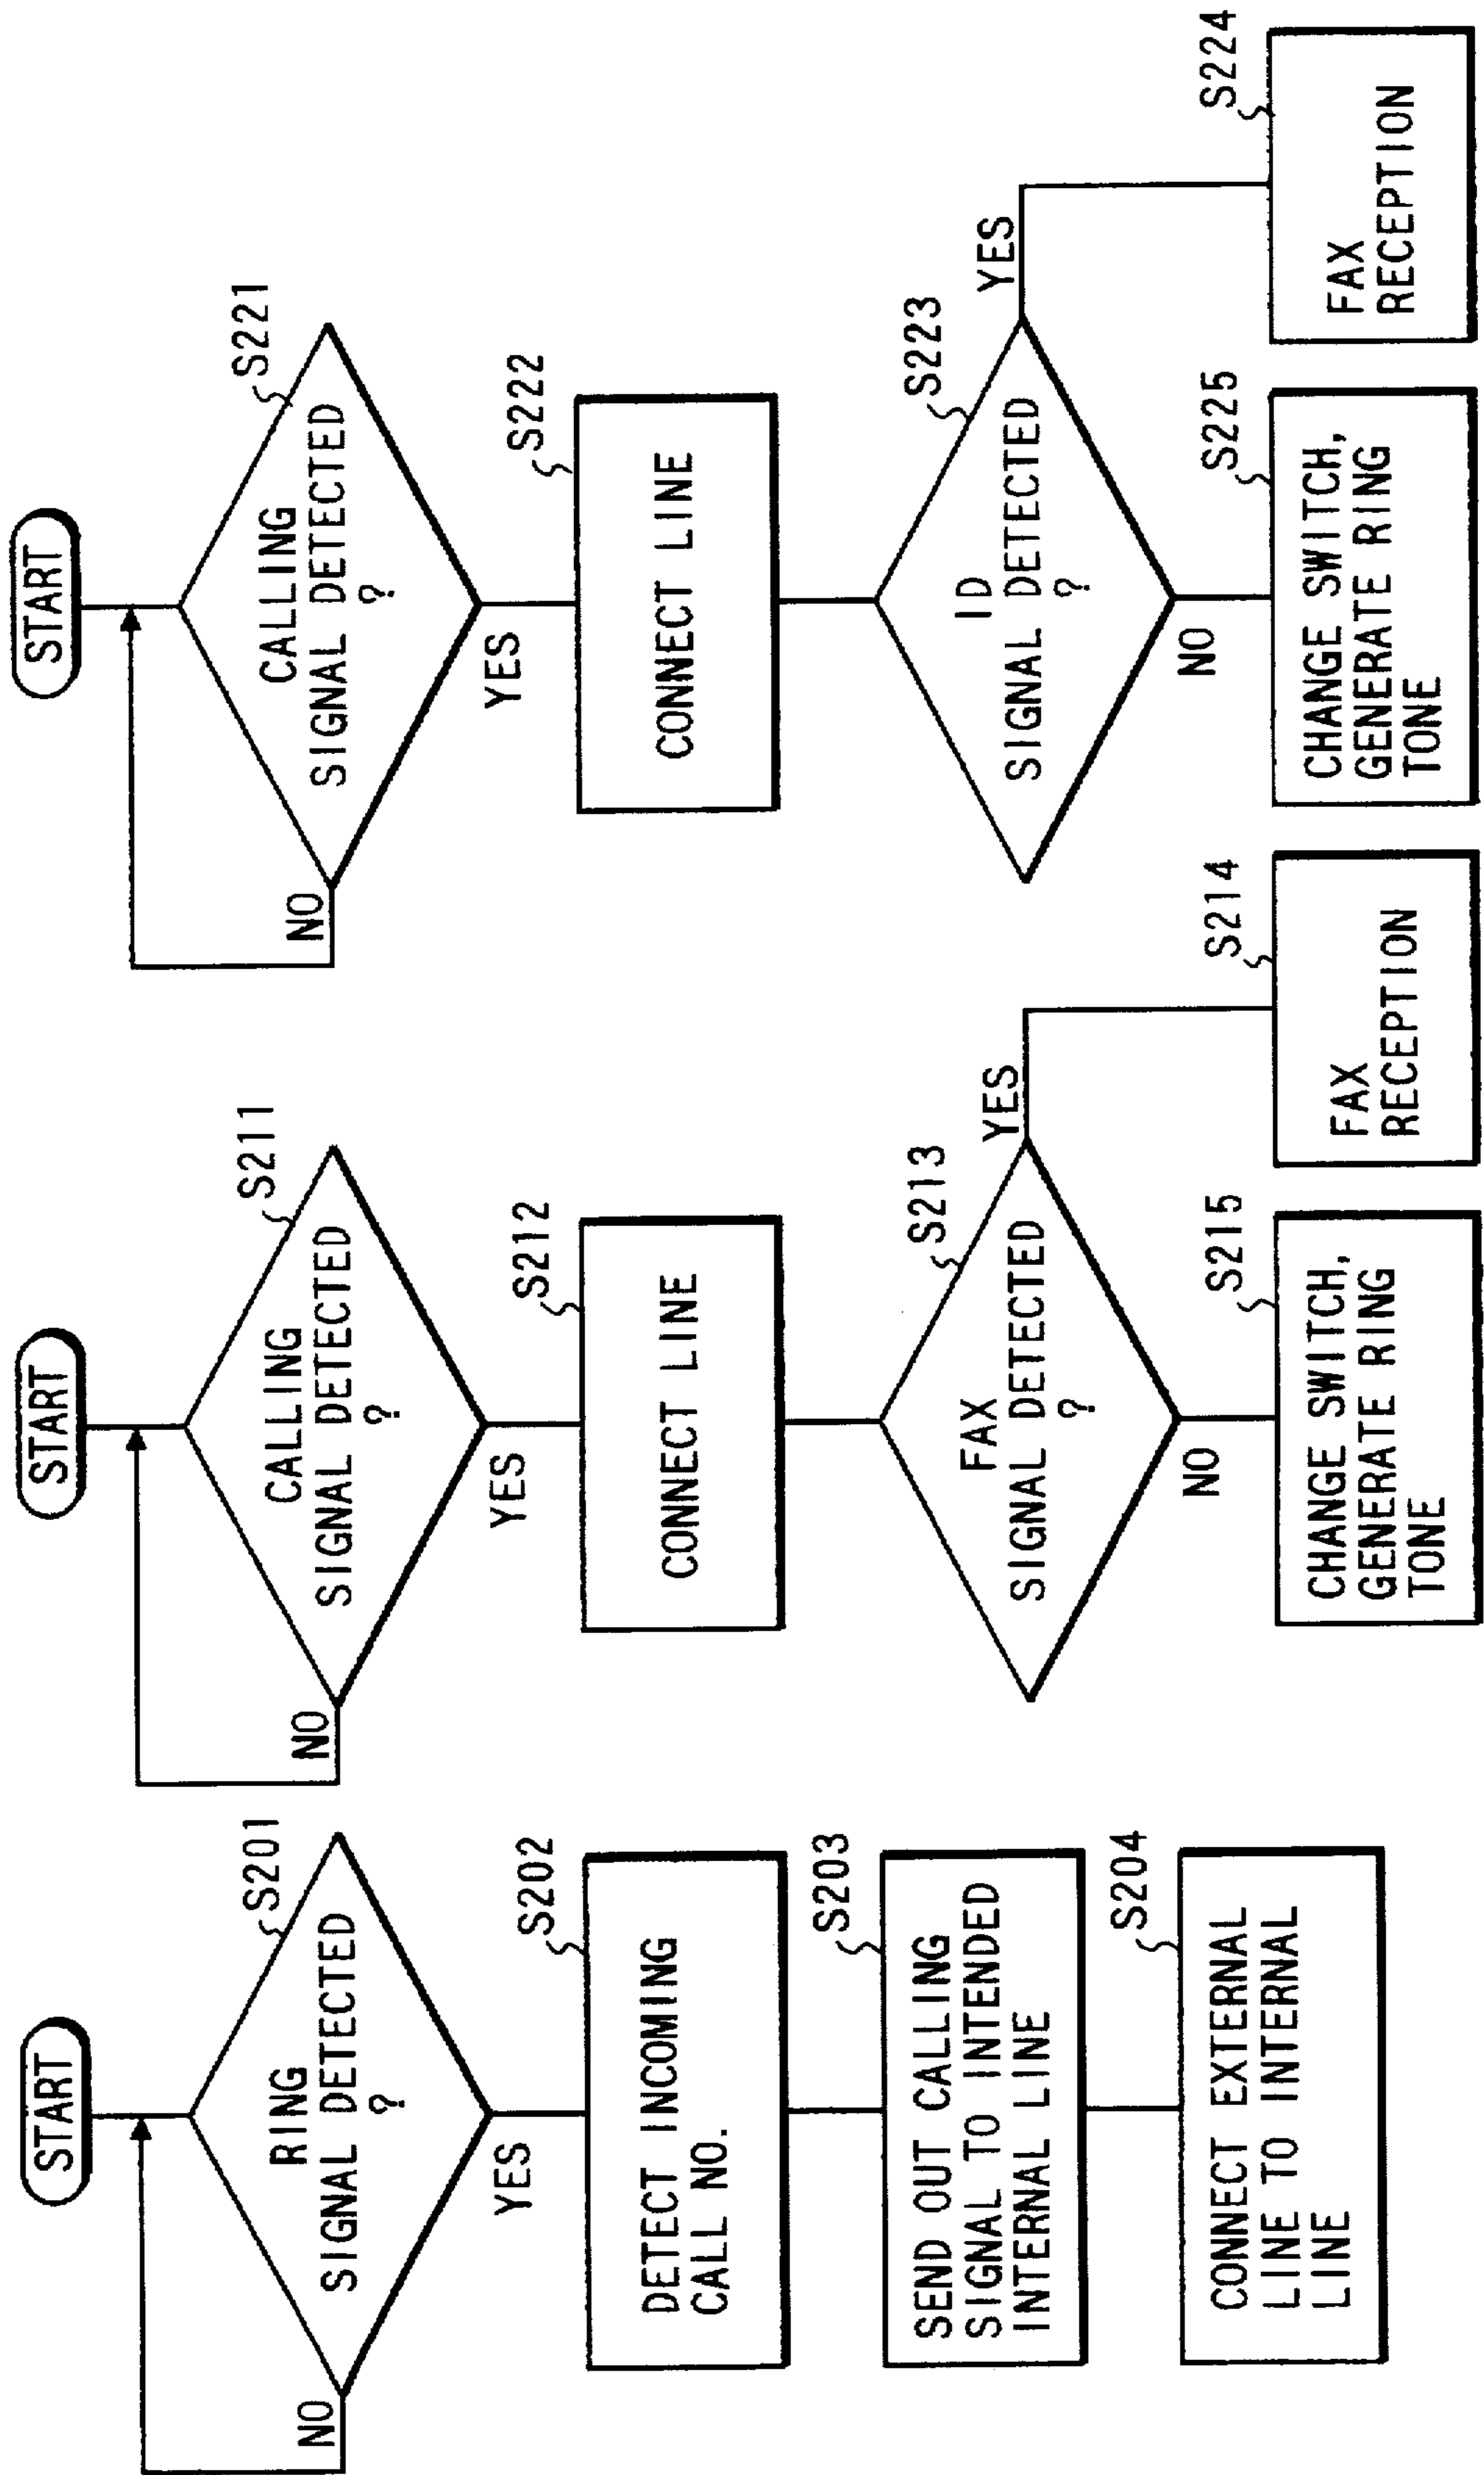 START
RING
SIGNAL DETECTED
?
S201
NO
YES
DETECT INCOMING
CALL NO.
S202
SEND OUT CALLING
SIGNAL TO INTENDED
INTERNAL LINE
S203
CONNECT EXTERNAL
LINE TO INTERNAL
LINE
S204
START
CALLING
SIGNAL DETECTED
?
S211
NO
YES
CONNECT LINE
S212
FAX
SIGNAL DETECTED
?
S213
YES
NO
FAX
RECEPTION
S214
CHANGE SWITCH,
GENERATE RING
TONE
S215
START
CALLING
SIGNAL DETECTED
?
S221
NO
YES
CONNECT LINE
S222
ID
SIGNAL DETECTED
?
S223
YES
NO
FAX
RECEPTION
S224
CHANGE SWITCH,
GENERATE RING
TONE
S225